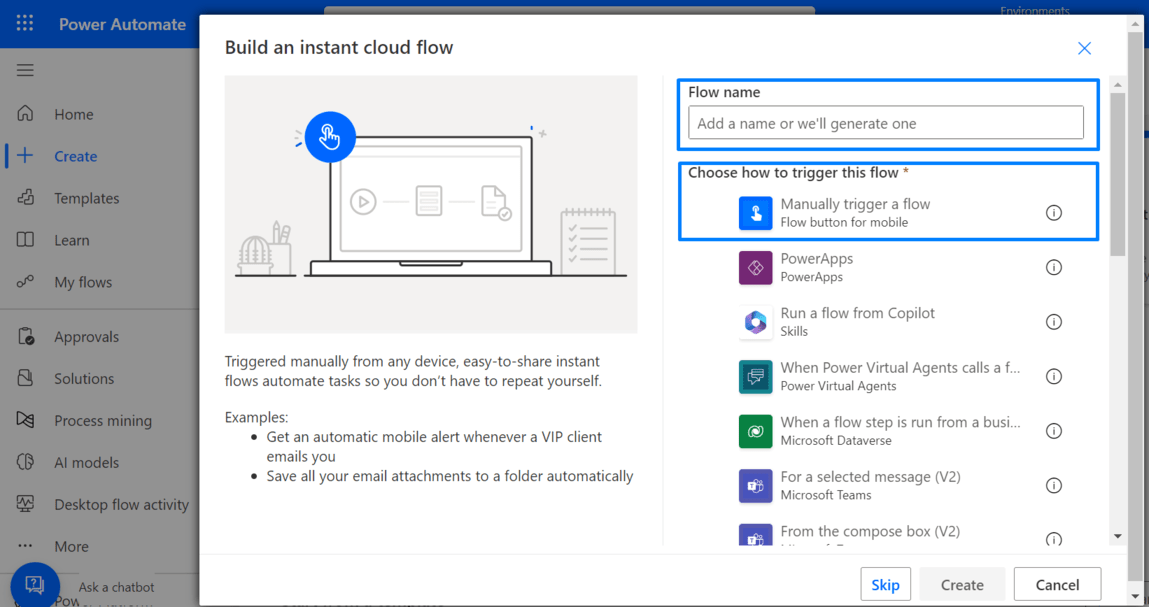 Power Automate
Environments
Home
Create
Templates
Learn
My flows
Approvals
Solutions
Process mining
AI models
Desktop flow activity
More
Ask a chatbot
Build an instant cloud flow
Triggered manually from any device, easy-to-share instant
flows automate tasks so you don't have to repeat yourself.
Examples:
Get an automatic mobile alert whenever a VIP client
emails you
Save all your email attachments to a folder automatically
Flow name
Add a name or we'll generate one
Choose how to trigger this flow *
Manually trigger a flow
Flow button for mobile
PowerApps
PowerApps
Run a flow from Copilot
Skills
When Power Virtual Agents calls a f...
Power Virtual Agents
When a flow step is run from a busi...
Microsoft Dataverse
For a selected message (V2)
Microsoft Teams
From the compose box (V2)
Skip
Create
Cancel